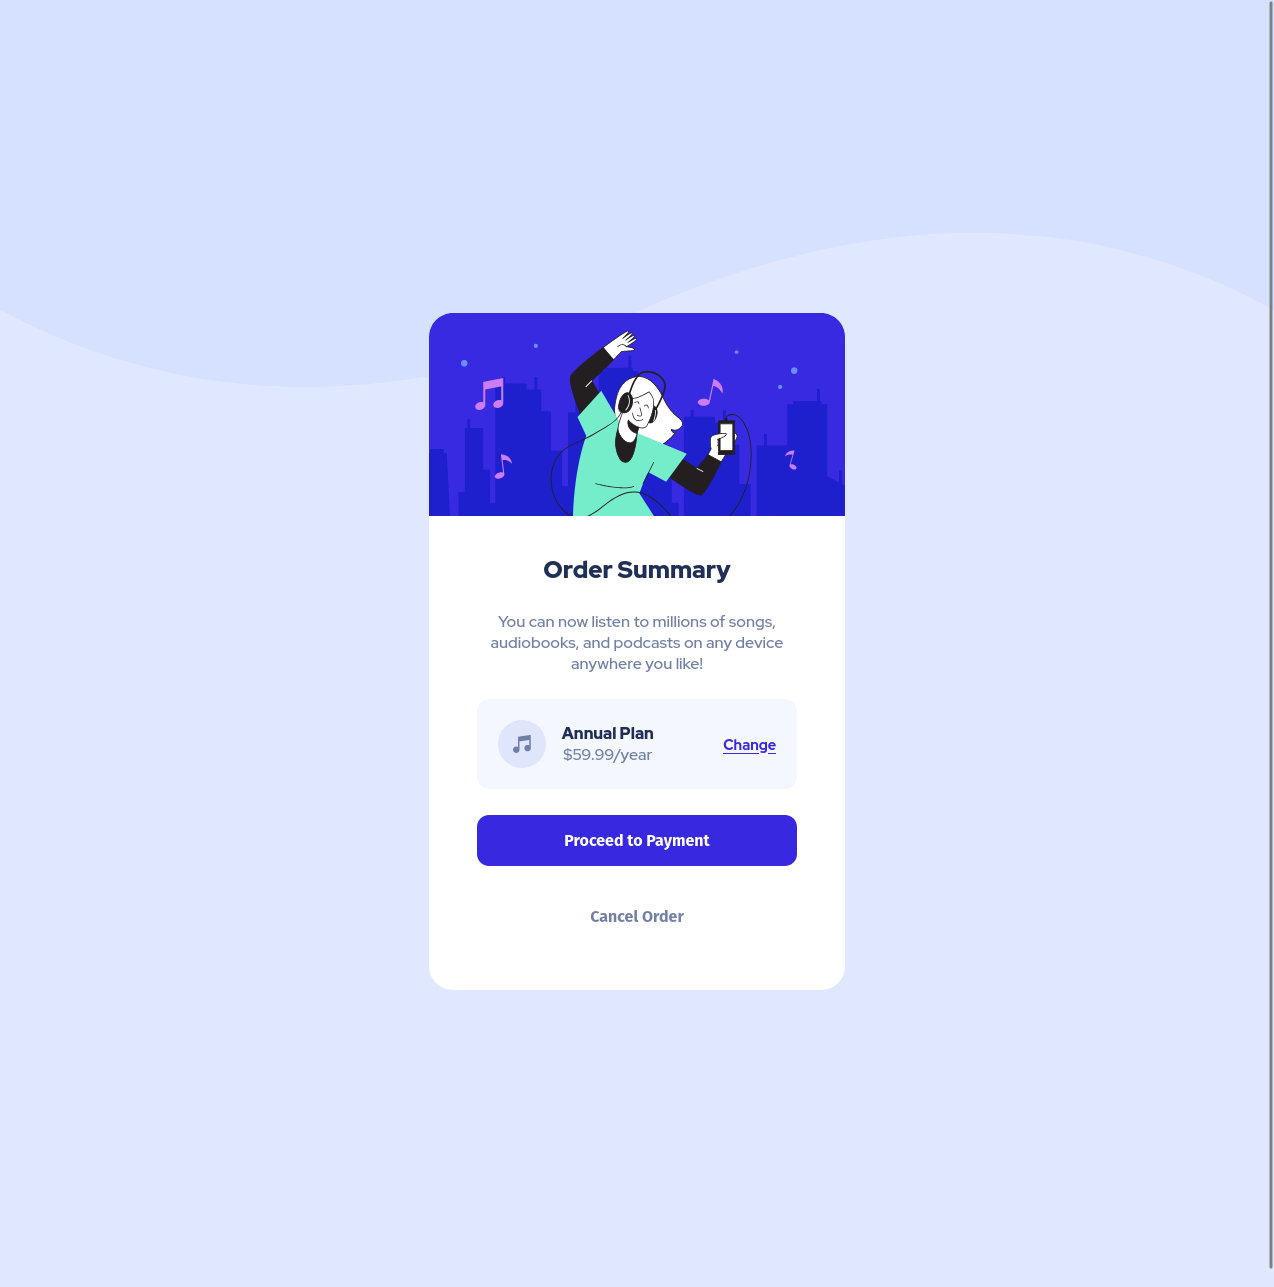 Order Summary
You can now listen to millions of songs,
audiobooks, and podcasts on any device
anywhere you like!
Annual Plan
$59.99/year
Change
Proceed to Payment
Cancel Order